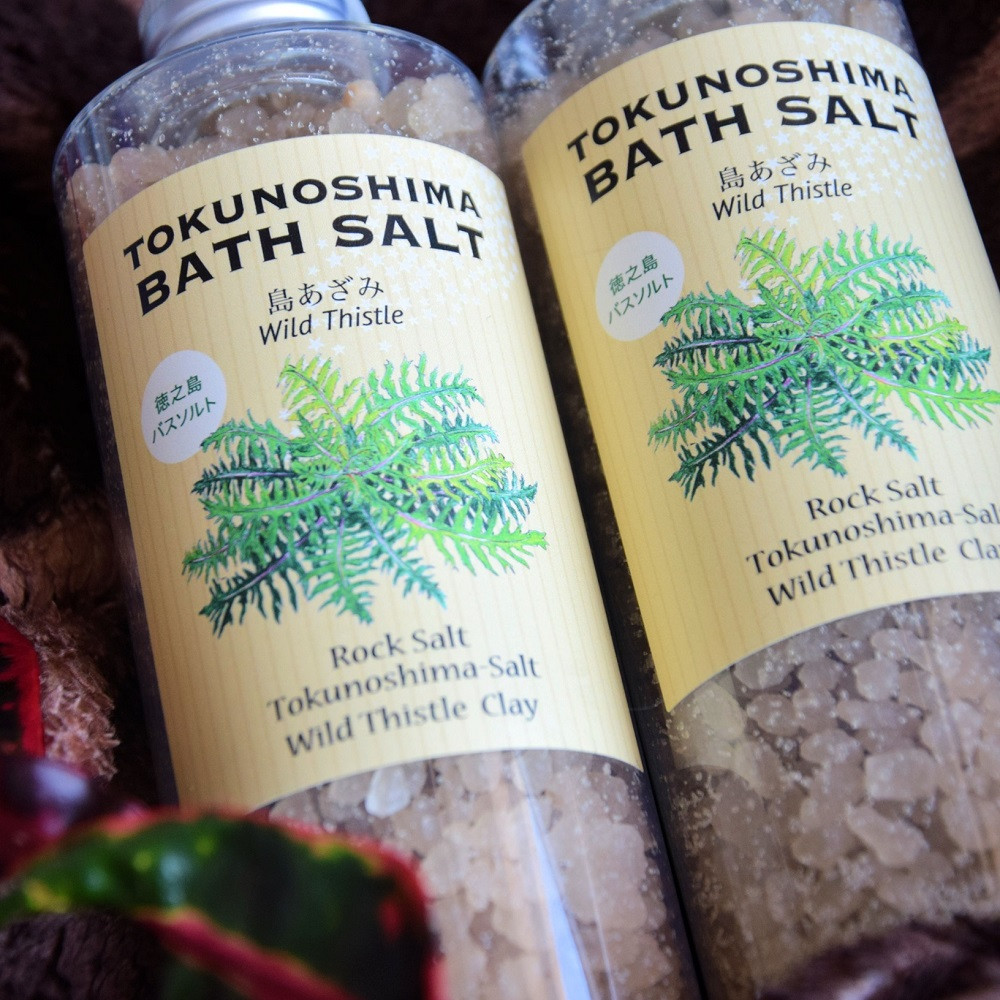 TOKUNOSHIMA
BATH SALT
島あざみ
Wild Thistle
徳之島
バスソルト
Rock Salt
Tokunoshima-Salt
Wild Thistle Clay
TOKUNOSHIMA
BATH SALT
島あざみ
Wild Thistle
徳之島
バスソルト
Rock Salt
Tokunoshima-Sal
Wild Thistle Cla